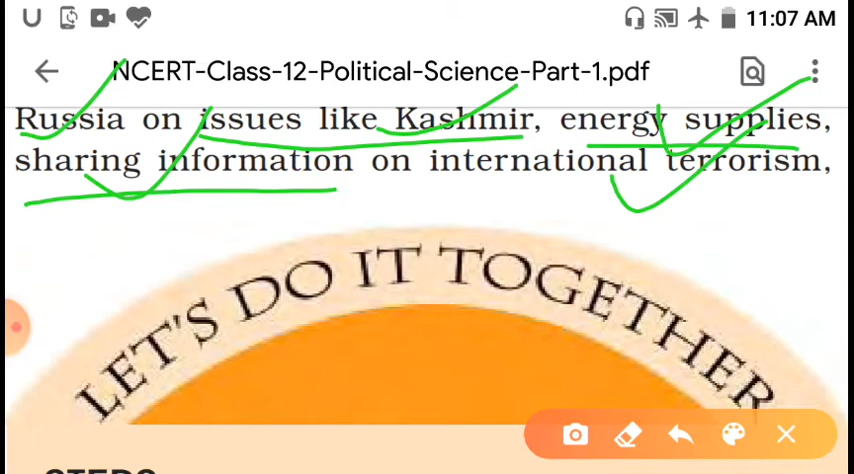 11:07 AM
NCERT-Class-12-Political-Science-Part-1.pdf
Russia on issues like Kashmir, energy supplies,
sharing information on international terrorism,
LET'S DO IT TOGETHER
STEPS